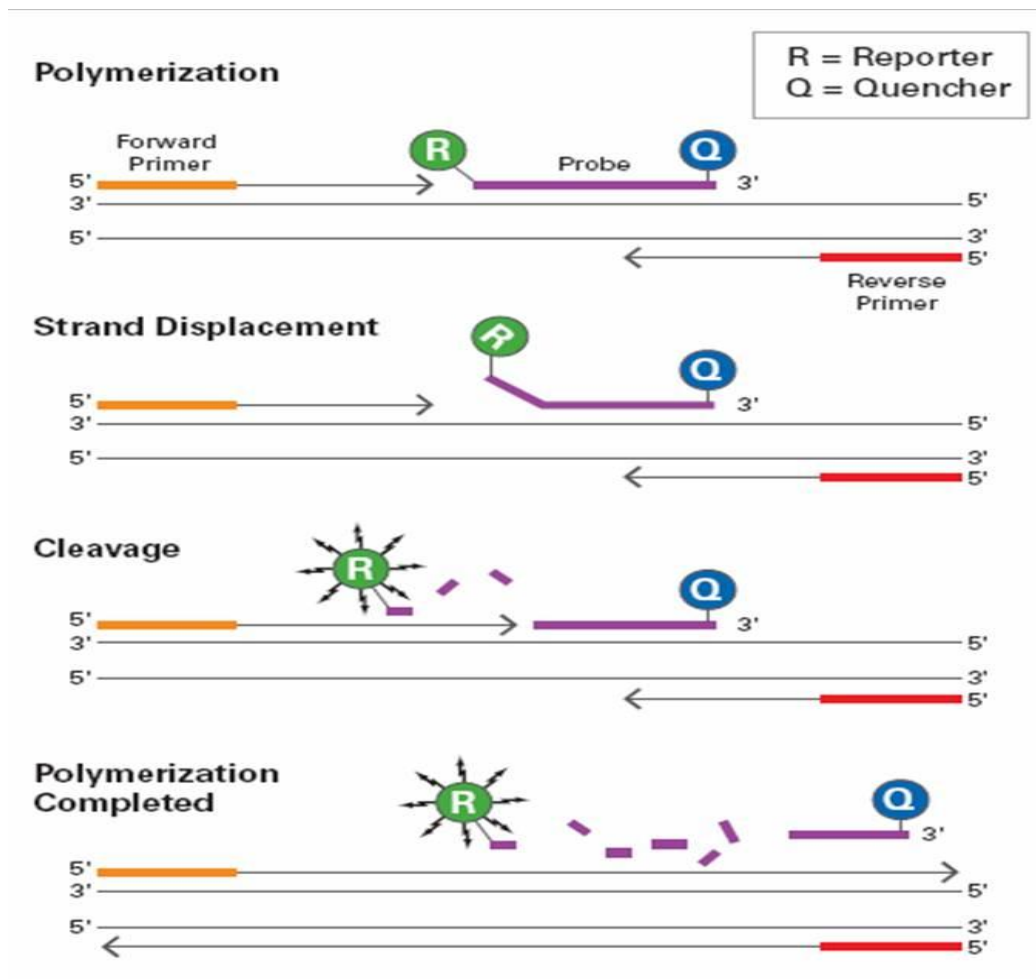 R = Reporter
Q = Quencher
Polymerization
Forward
Primer
R
Probe
Q
5' 3'
3' 5'
5' 3'
5'
Reverse
Primer
Strand Displacement
R
Q
5' 3'
3' 5'
5' 3'
5'
Cleavage
R
Q
5' 3'
3' 5'
5' 3'
5'
Polymerization
Completed
R
Q
3'
5'
3' 5'
5' 3'
5'